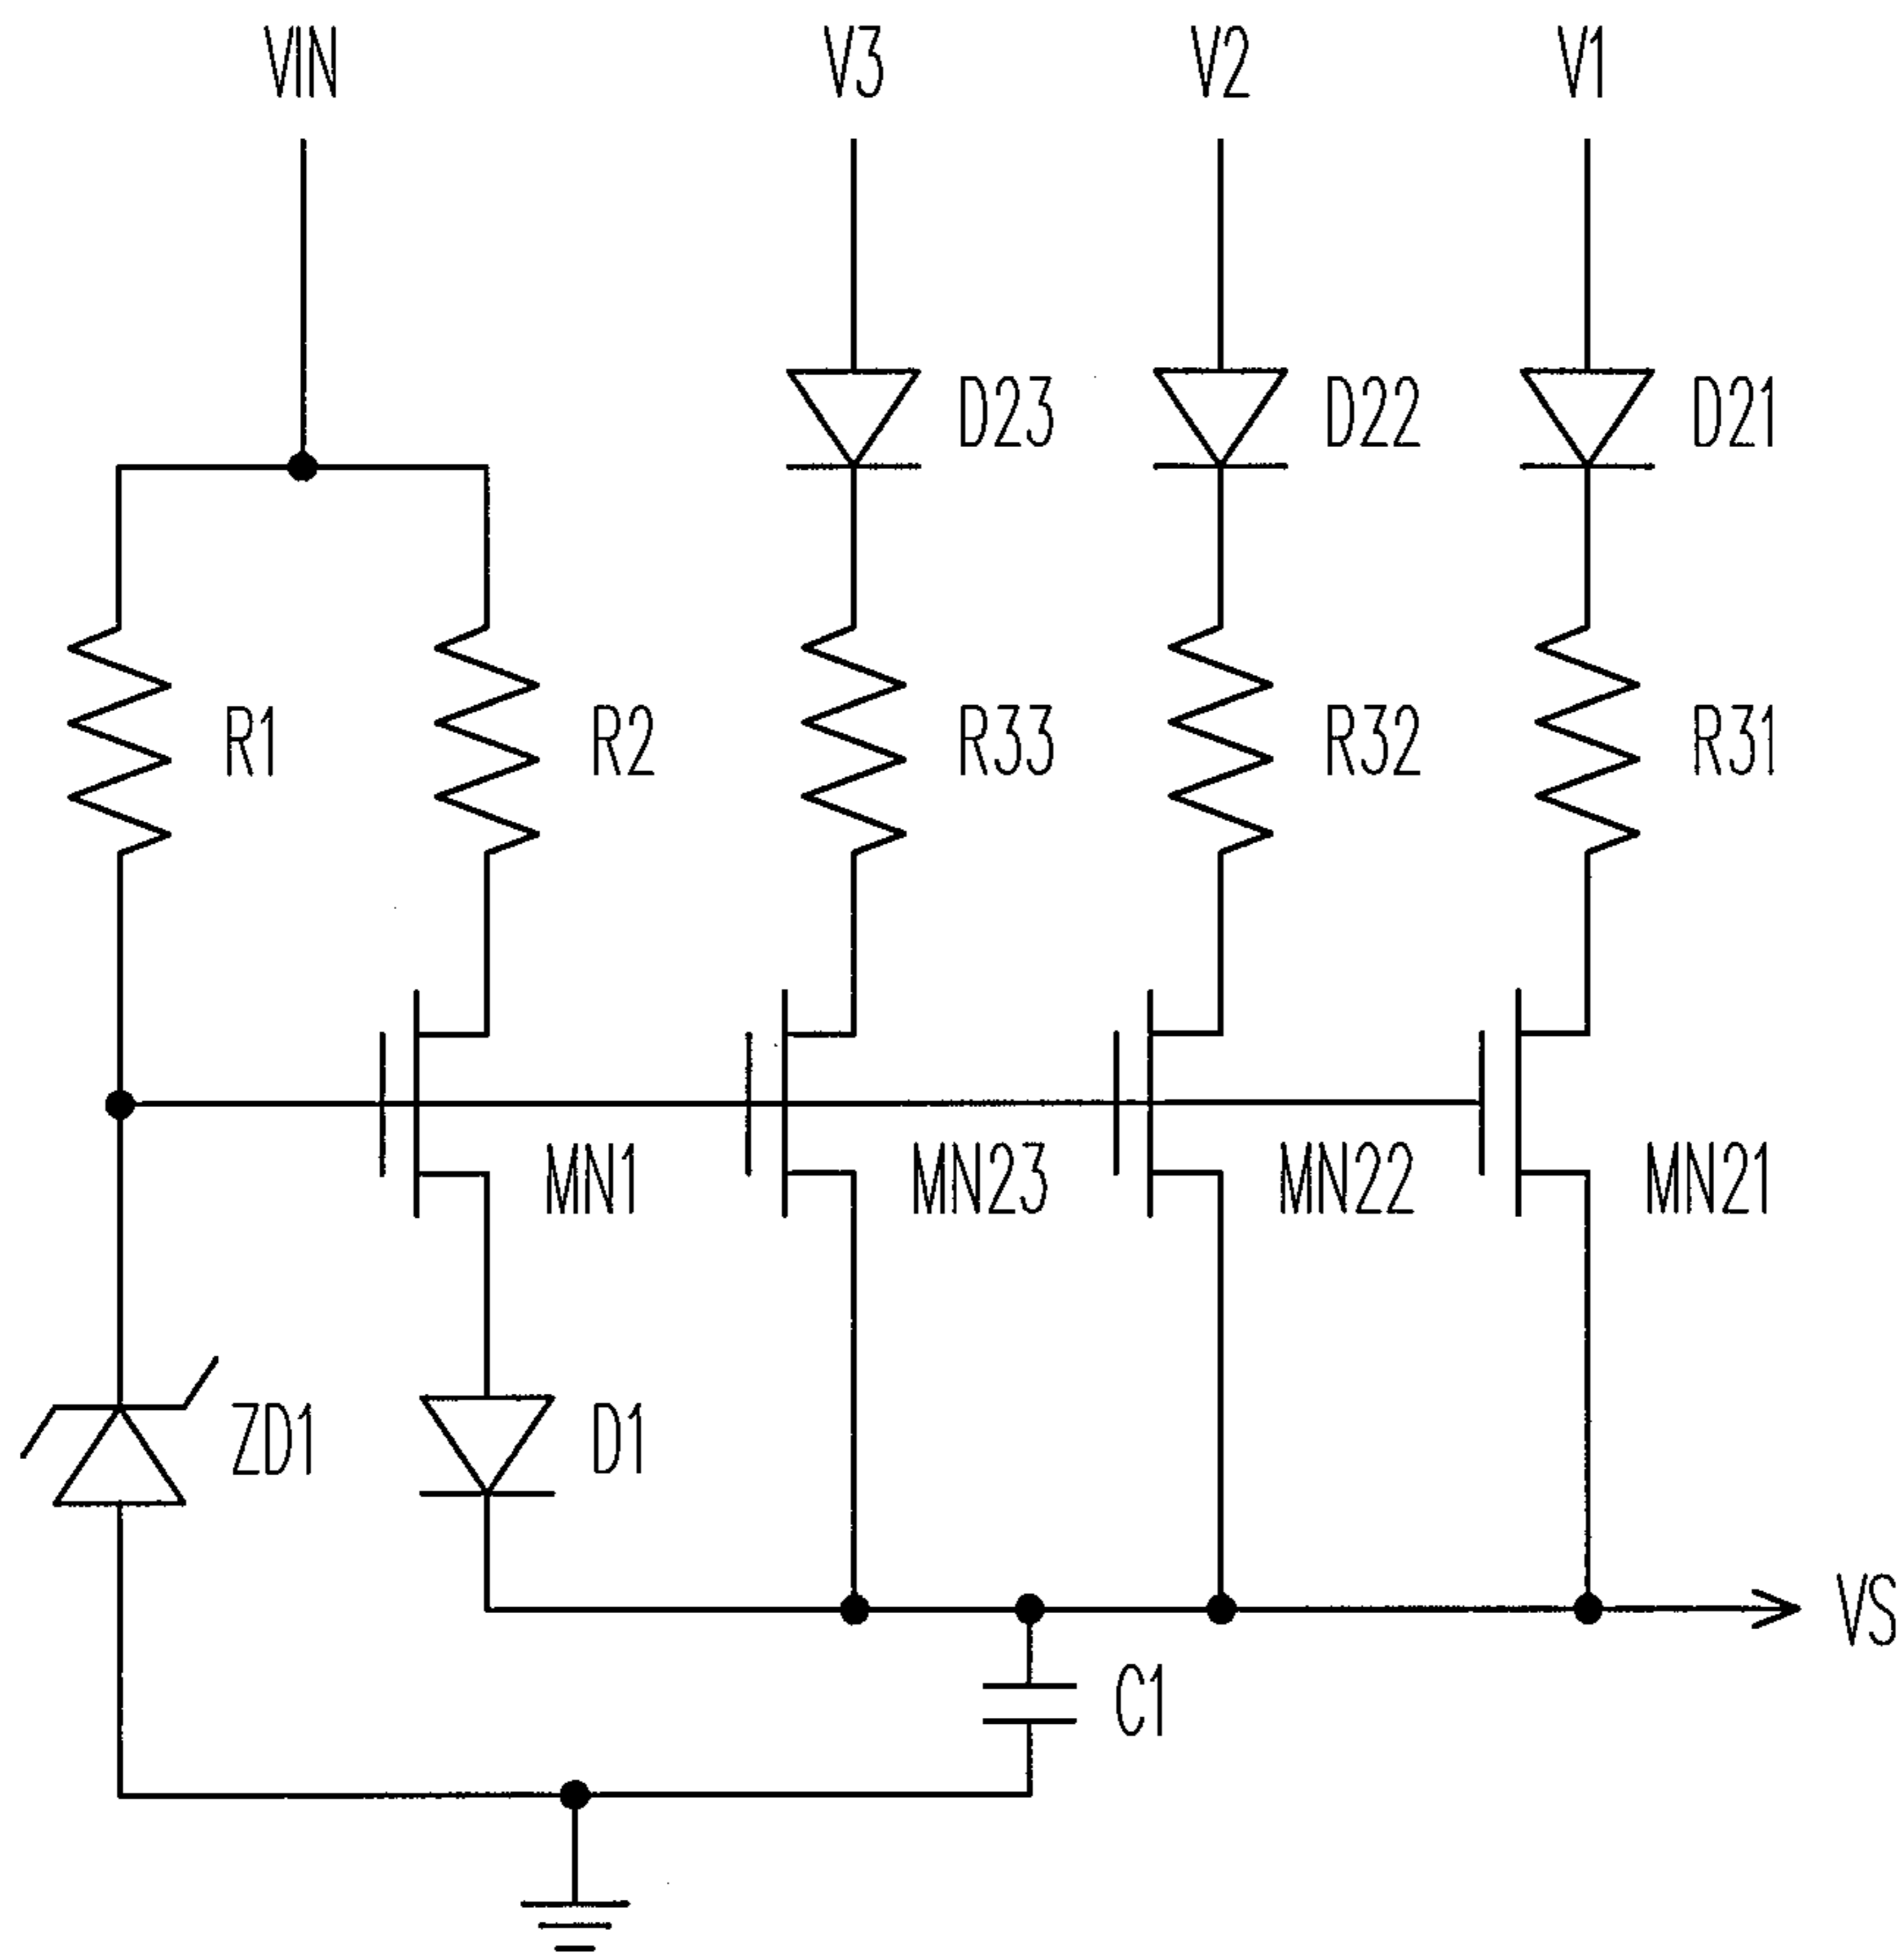 VIN V3 V2 V1
D23 D22 D21
R1 R2 R33 R32 R31
MN1 MN23 MN22 MN21
ZD1 D1
VS
C1